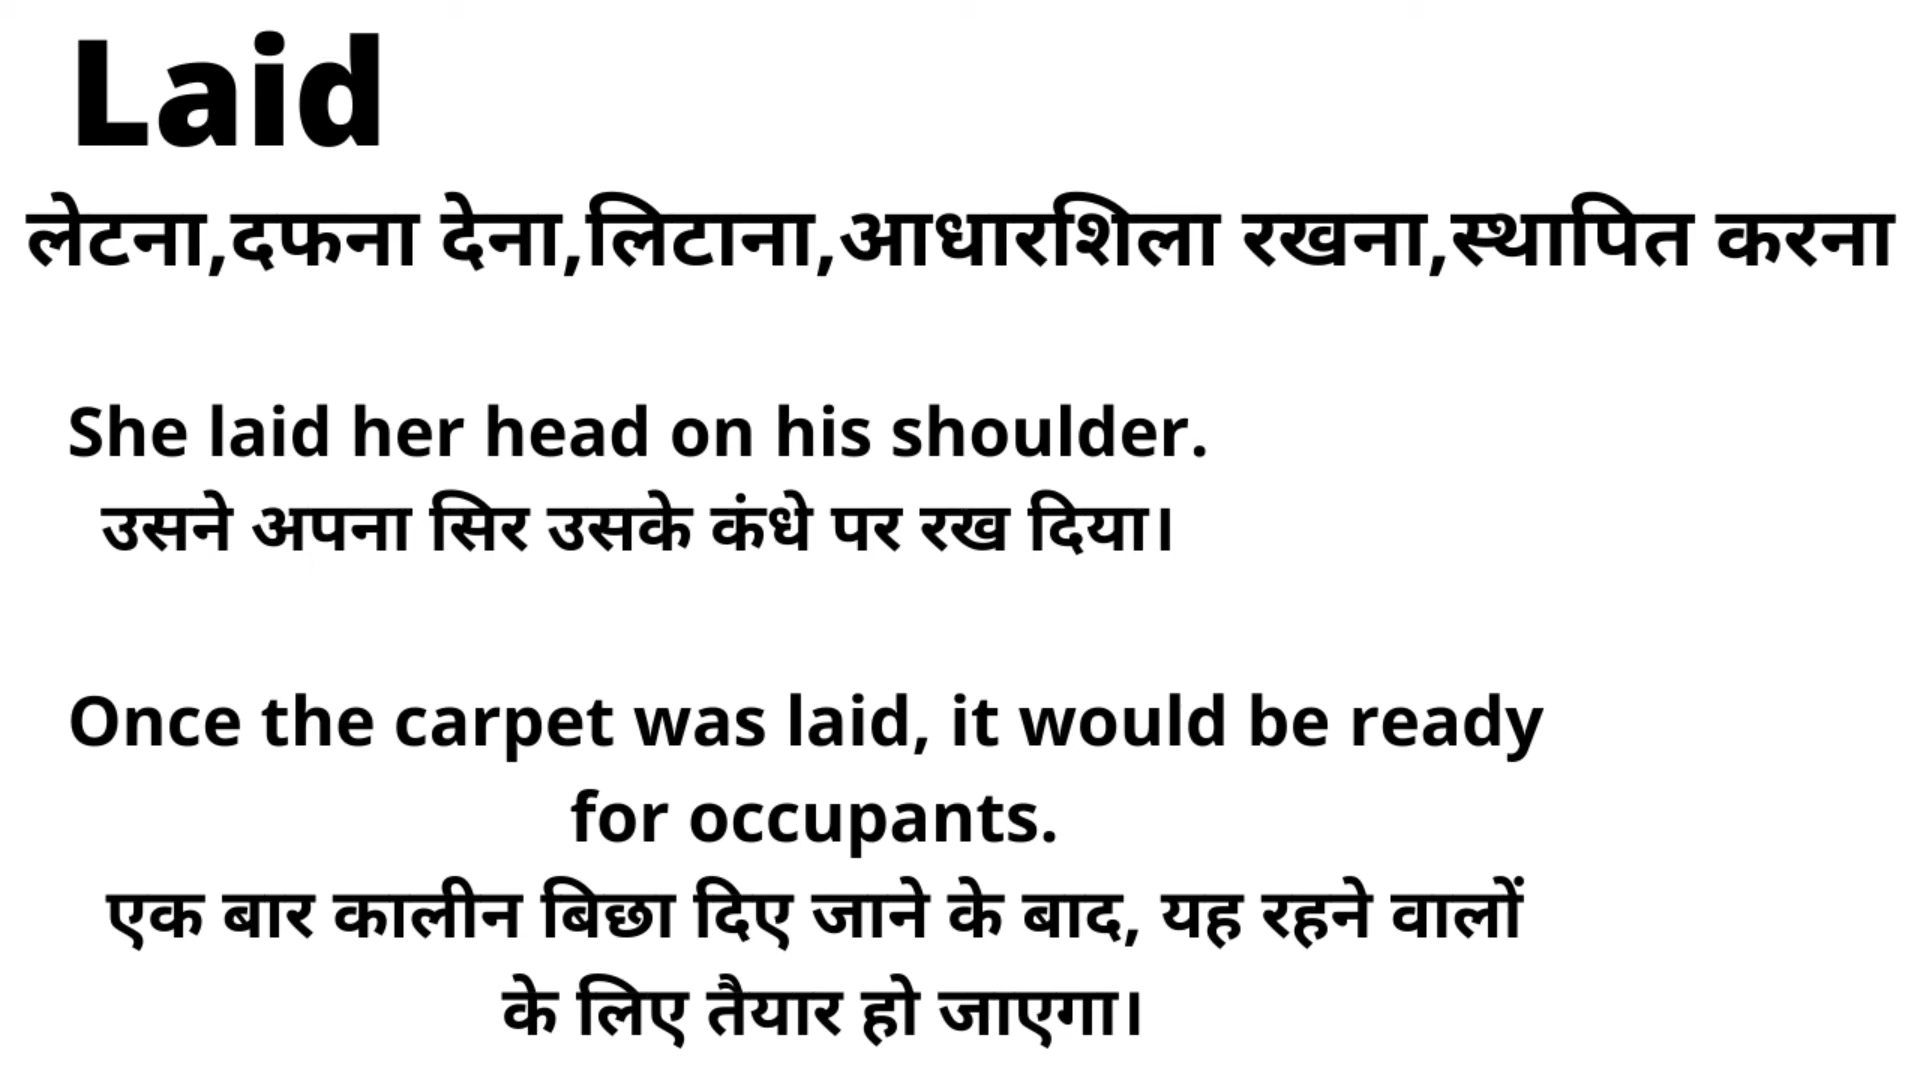 Laid
लेटना,दफना देना,लिटाना,आधारशिला रखना,स्थापित करना
She laid her head on his shoulder.
उसने अपना सिर उसके कंधे पर रख दिया।
Once the carpet was laid, it would be ready
for occupants.
एक बार कालीन बिछा दिए जाने के बाद, यह रहने वालों
के लिए तैयार हो जाएगा।